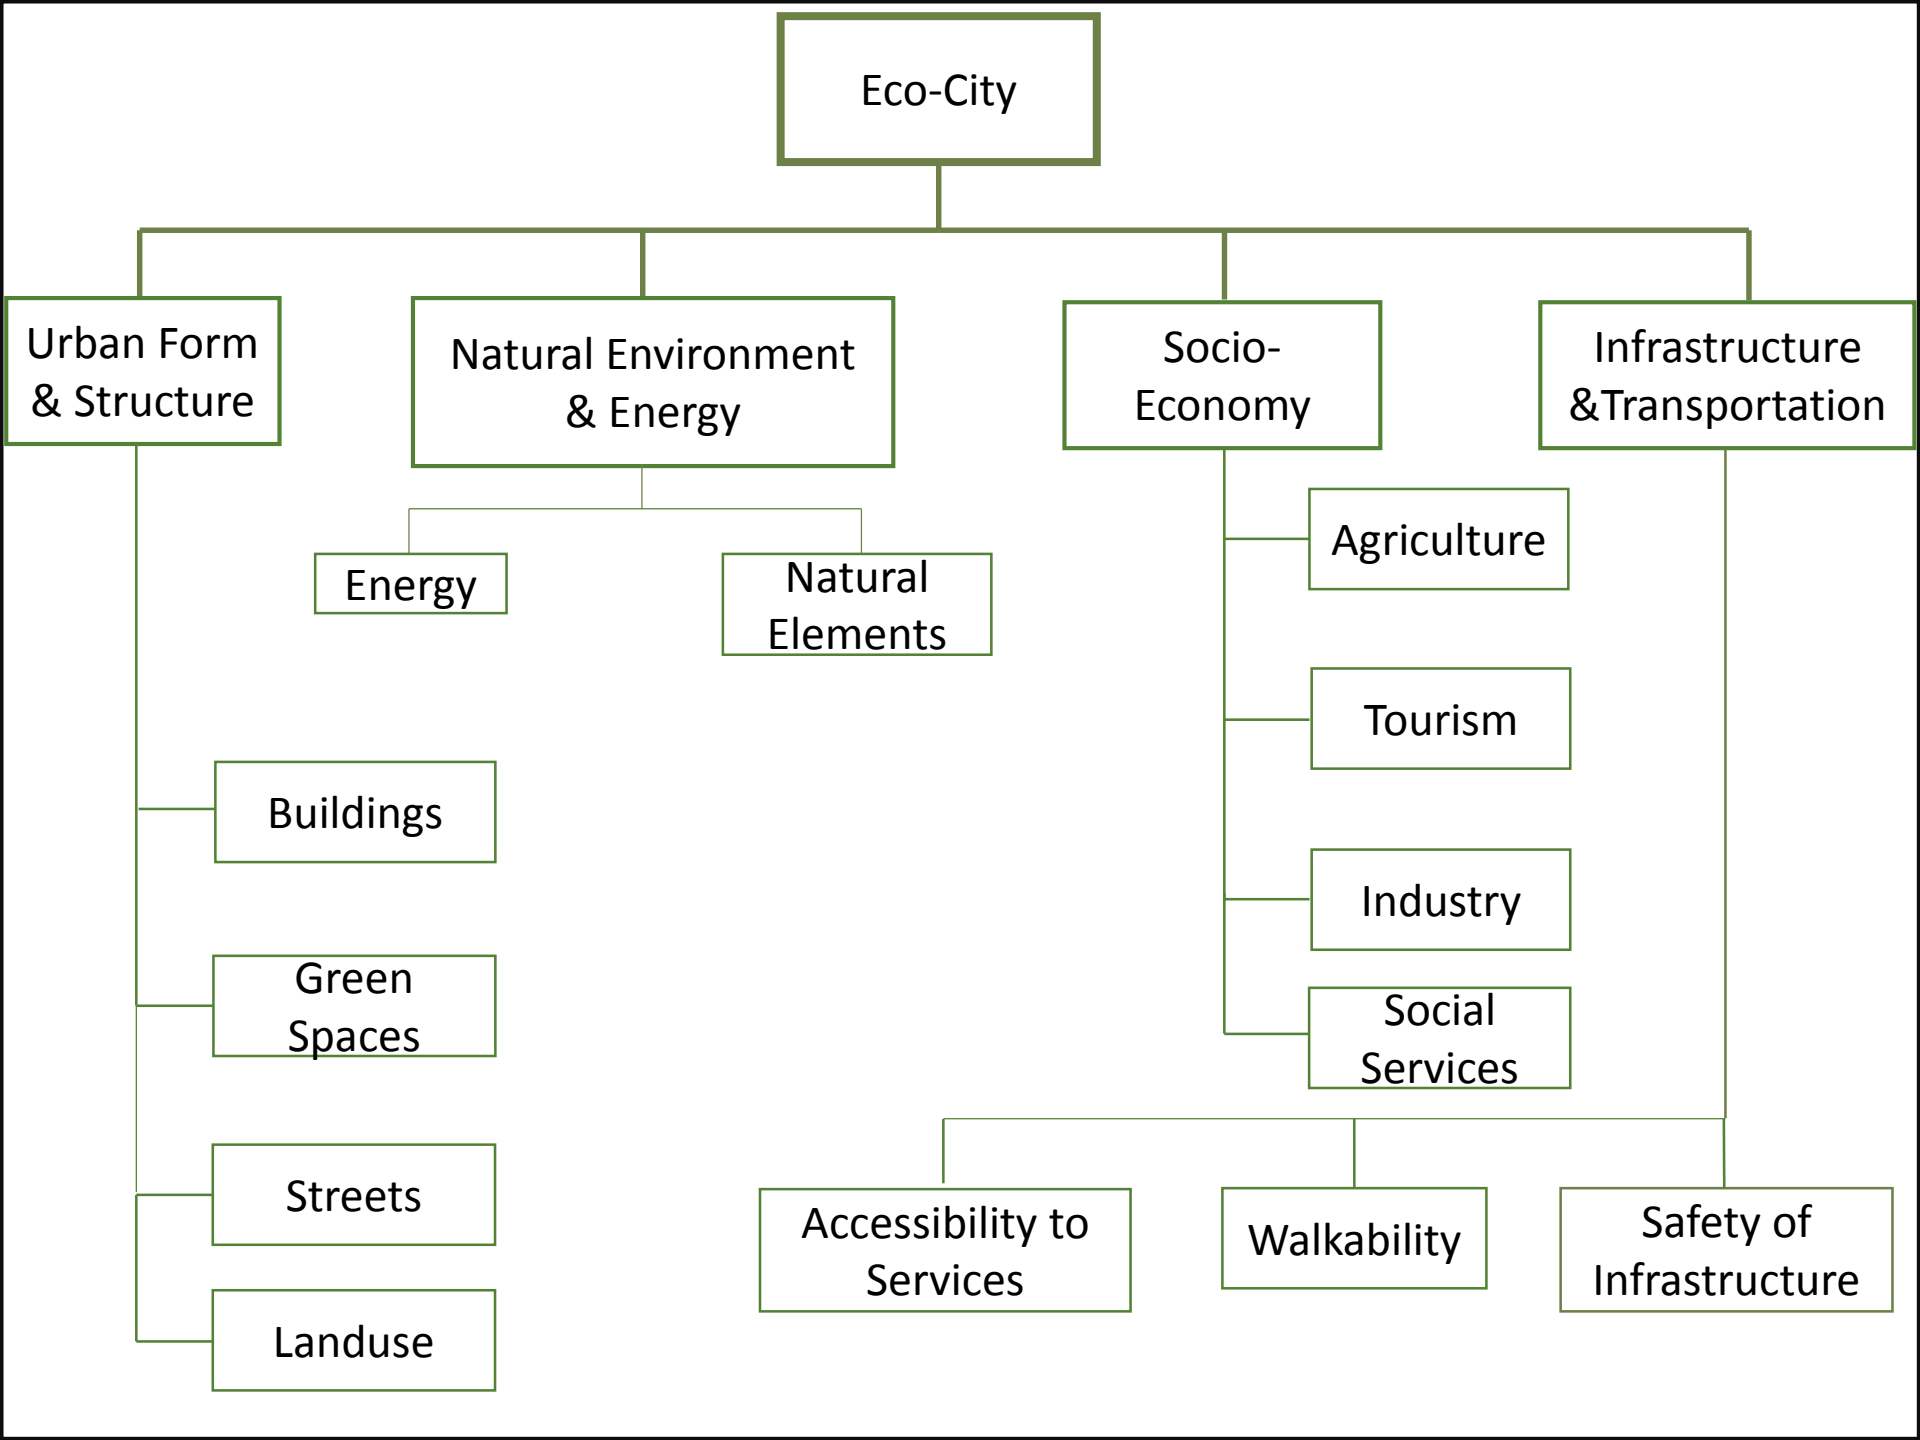 Eco-City
Urban Form
& Structure
Natural Environment
& Energy
Socio-
Economy
Infrastructure
&Transportation
Energy
Natural
Elements
Agriculture
Tourism
Industry
Social
Services
Buildings
Green
Spaces
Streets
Landuse
Accessibility to
Services
Walkability
Safety of
Infrastructure